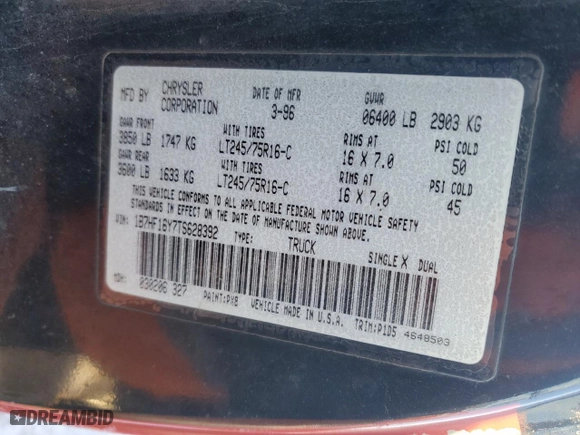 MFD BY CHRYSLER CORPORATION DATE OF MFR 3-96 GVWR 06400 LB 2903 KG
GAWR FRONT 3850 LB 1747 KG WITH TIRES LT245/75R16-C RIMS AT 16 X 7.0 PSI COLD 50
GAWR REAR 3600 LB 1633 KG WITH TIRES LT245/75R16-C RIMS AT 16 X 7.0 PSI COLD 45
THIS VEHICLE CONFORMS TO ALL APPLICABLE FEDERAL MOTOR VEHICLE SAFETY
STANDARDS IN EFFECT ON THE DATE OF MANUFACTURE SHOWN ABOVE.
VIN: 1B7HF16Y7TS628392 TYPE: TRUCK SINGLE X DUAL
MDH: 030206 327 PAINT: PX8 VEHICLE MADE IN U.S.A. TRIM: P1D5 4648503
DREAMBID